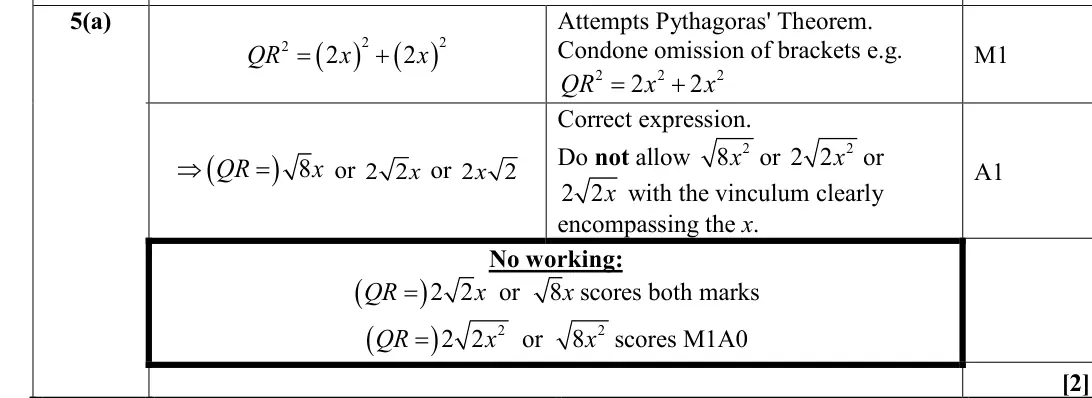 5(a)
QR² = (2x)² + (2x)²
Attempts Pythagoras' Theorem.
Condone omission of brackets e.g.
QR² = 2x² + 2x²
M1
⇒ (QR =) √8x or 2√2x or 2x√2
Correct expression.
Do not allow √(8x²) or 2√(2x²) or
2√(2x) with the vinculum clearly
encompassing the x.
A1
No working:
(QR =) 2√2x or √8x scores both marks
(QR =) 2√(2x²) or √(8x²) scores M1A0
[2]